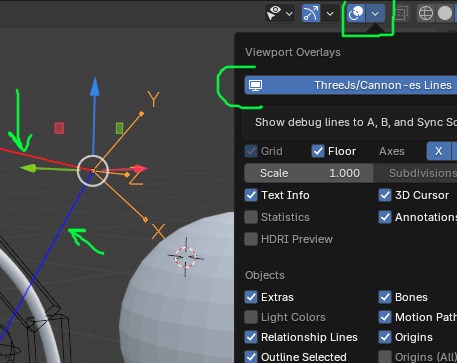 Viewport Overlays
ThreeJs/Cannon-es Lines
Show debug lines to A, B, and Sync
Grid Floor Axes X
Scale 1.000 Subdivisions
Text Info 3D Cursor
Statistics Annotations
HDRI Preview
Objects
Extras Bones
Light Colors Motion Path
Relationship Lines Origins
Outline Selected Origins (All)
Y
Z
X